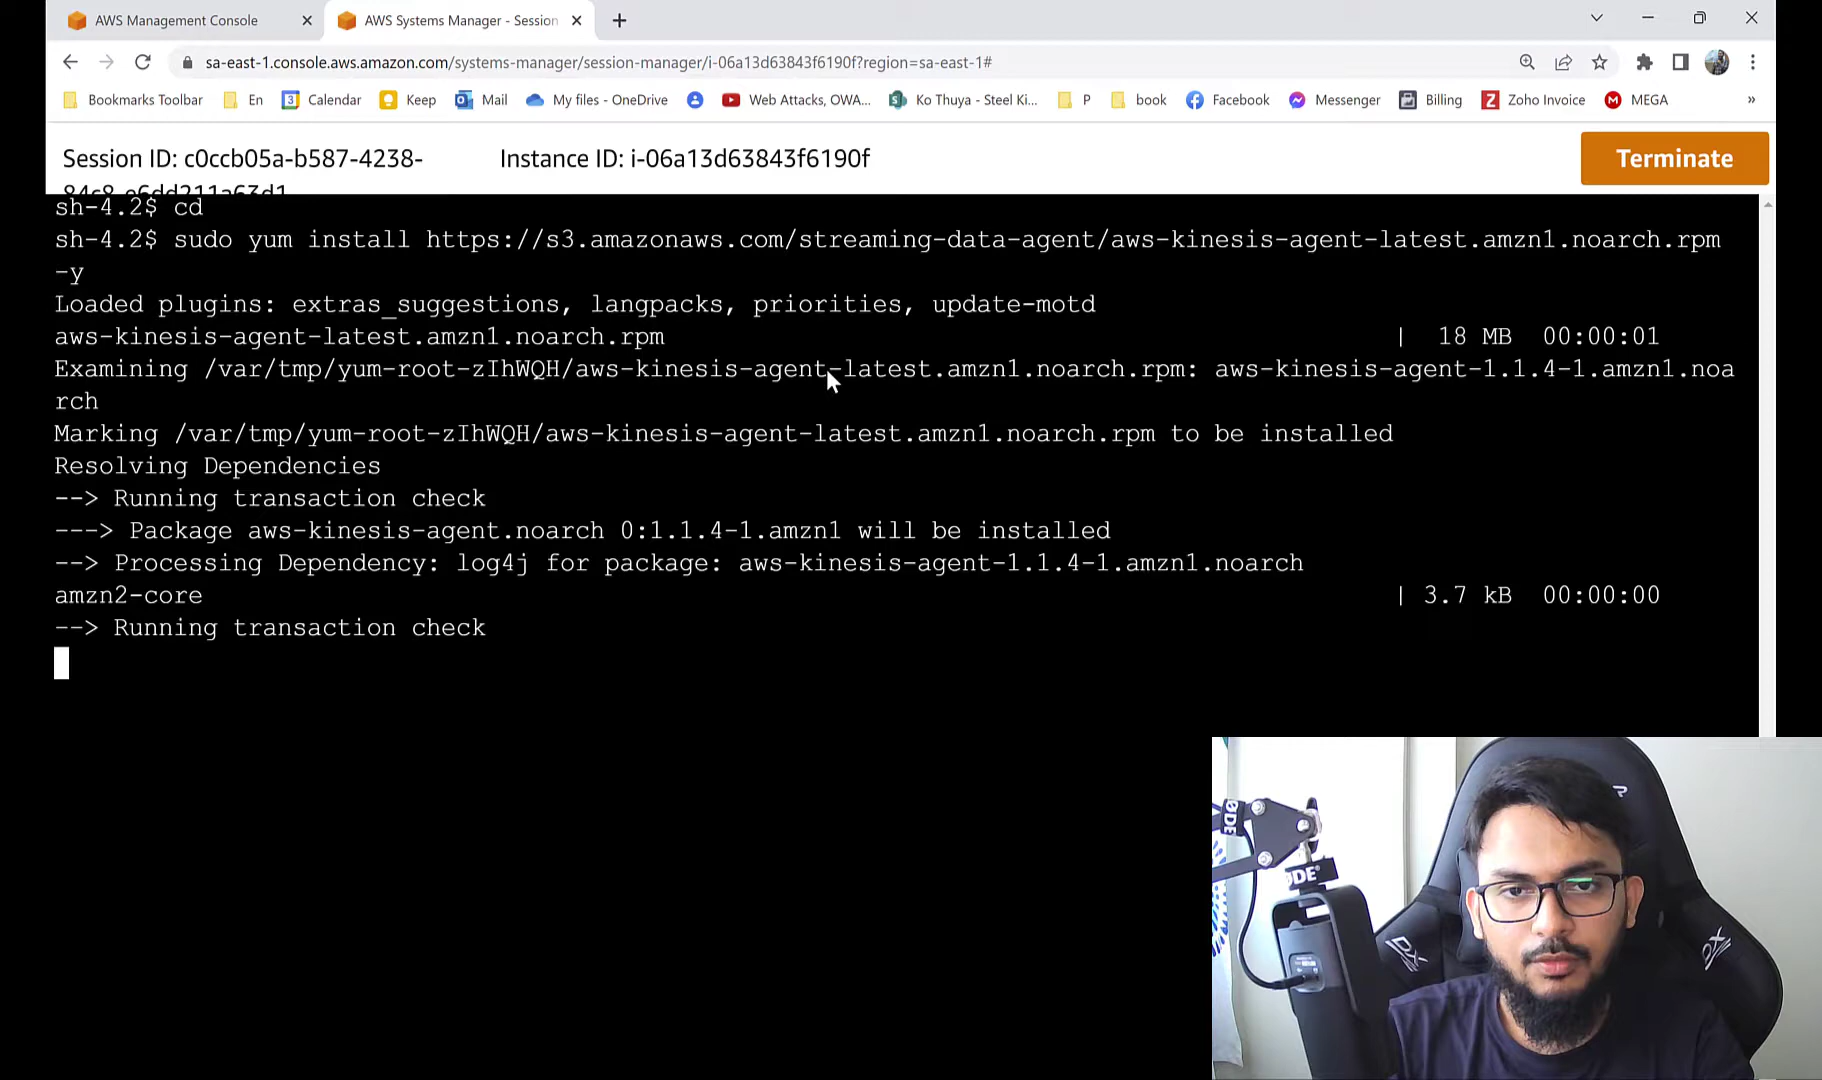 AWS Management Console
AWS Systems Manager - Session
sa-east-1.console.aws.amazon.com/systems-manager/session-manager/i-06a13d63843f6190f?region=sa-east-1#
Bookmarks Toolbar
En
Calendar
Keep
Mail
My files - OneDrive
Web Attacks, OWA...
Ko Thuya - Steel Ki...
P
book
Facebook
Messenger
Billing
Zoho Invoice
MEGA
»
Session ID: c0ccb05a-b587-4238-
84c8-e6dd211a63d1
Instance ID: i-06a13d63843f6190f
Terminate
sh-4.2$ cd
sh-4.2$ sudo yum install https://s3.amazonaws.com/streaming-data-agent/aws-kinesis-agent-latest.amzn1.noarch.rpm
-y
Loaded plugins: extras_suggestions, langpacks, priorities, update-motd
aws-kinesis-agent-latest.amzn1.noarch.rpm | 18 MB 00:00:01
Examining /var/tmp/yum-root-zIhWQH/aws-kinesis-agent-latest.amzn1.noarch.rpm: aws-kinesis-agent-1.1.4-1.amzn1.noa
rch
Marking /var/tmp/yum-root-zIhWQH/aws-kinesis-agent-latest.amzn1.noarch.rpm to be installed
Resolving Dependencies
--> Running transaction check
---> Package aws-kinesis-agent.noarch 0:1.1.4-1.amzn1 will be installed
--> Processing Dependency: log4j for package: aws-kinesis-agent-1.1.4-1.amzn1.noarch
amzn2-core | 3.7 kB 00:00:00
--> Running transaction check
DX
DX